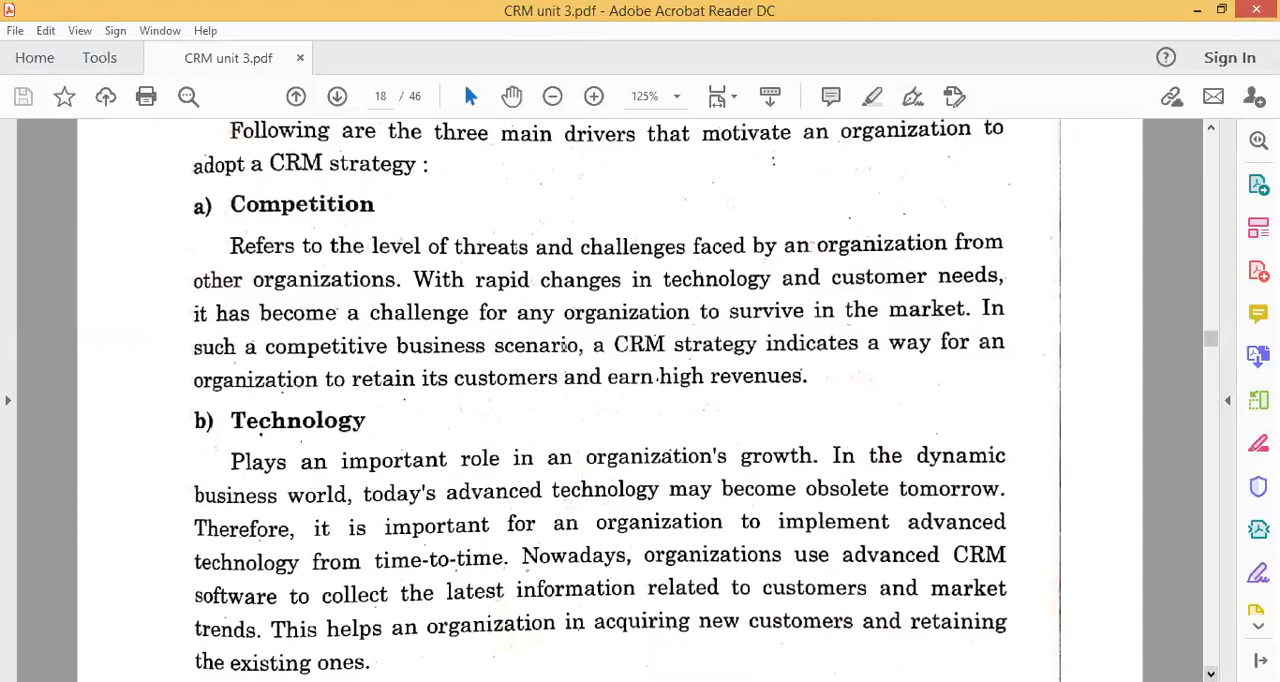 CRM unit 3.pdf - Adobe Acrobat Reader DC
File Edit View Sign Window Help
Home Tools CRM unit 3.pdf × Sign In
18 / 46 125%
Following are the three main drivers that motivate an organization to
adopt a CRM strategy :
a) Competition
Refers to the level of threats and challenges faced by an organization from
other organizations. With rapid changes in technology and customer needs,
it has become a challenge for any organization to survive in the market. In
such a competitive business scenario, a CRM strategy indicates a way for an
organization to retain its customers and earn high revenues.
b) Technology
Plays an important role in an organization's growth. In the dynamic
business world, today's advanced technology may become obsolete tomorrow.
Therefore, it is important for an organization to implement advanced
technology from time-to-time. Nowadays, organizations use advanced CRM
software to collect the latest information related to customers and market
trends. This helps an organization in acquiring new customers and retaining
the existing ones.